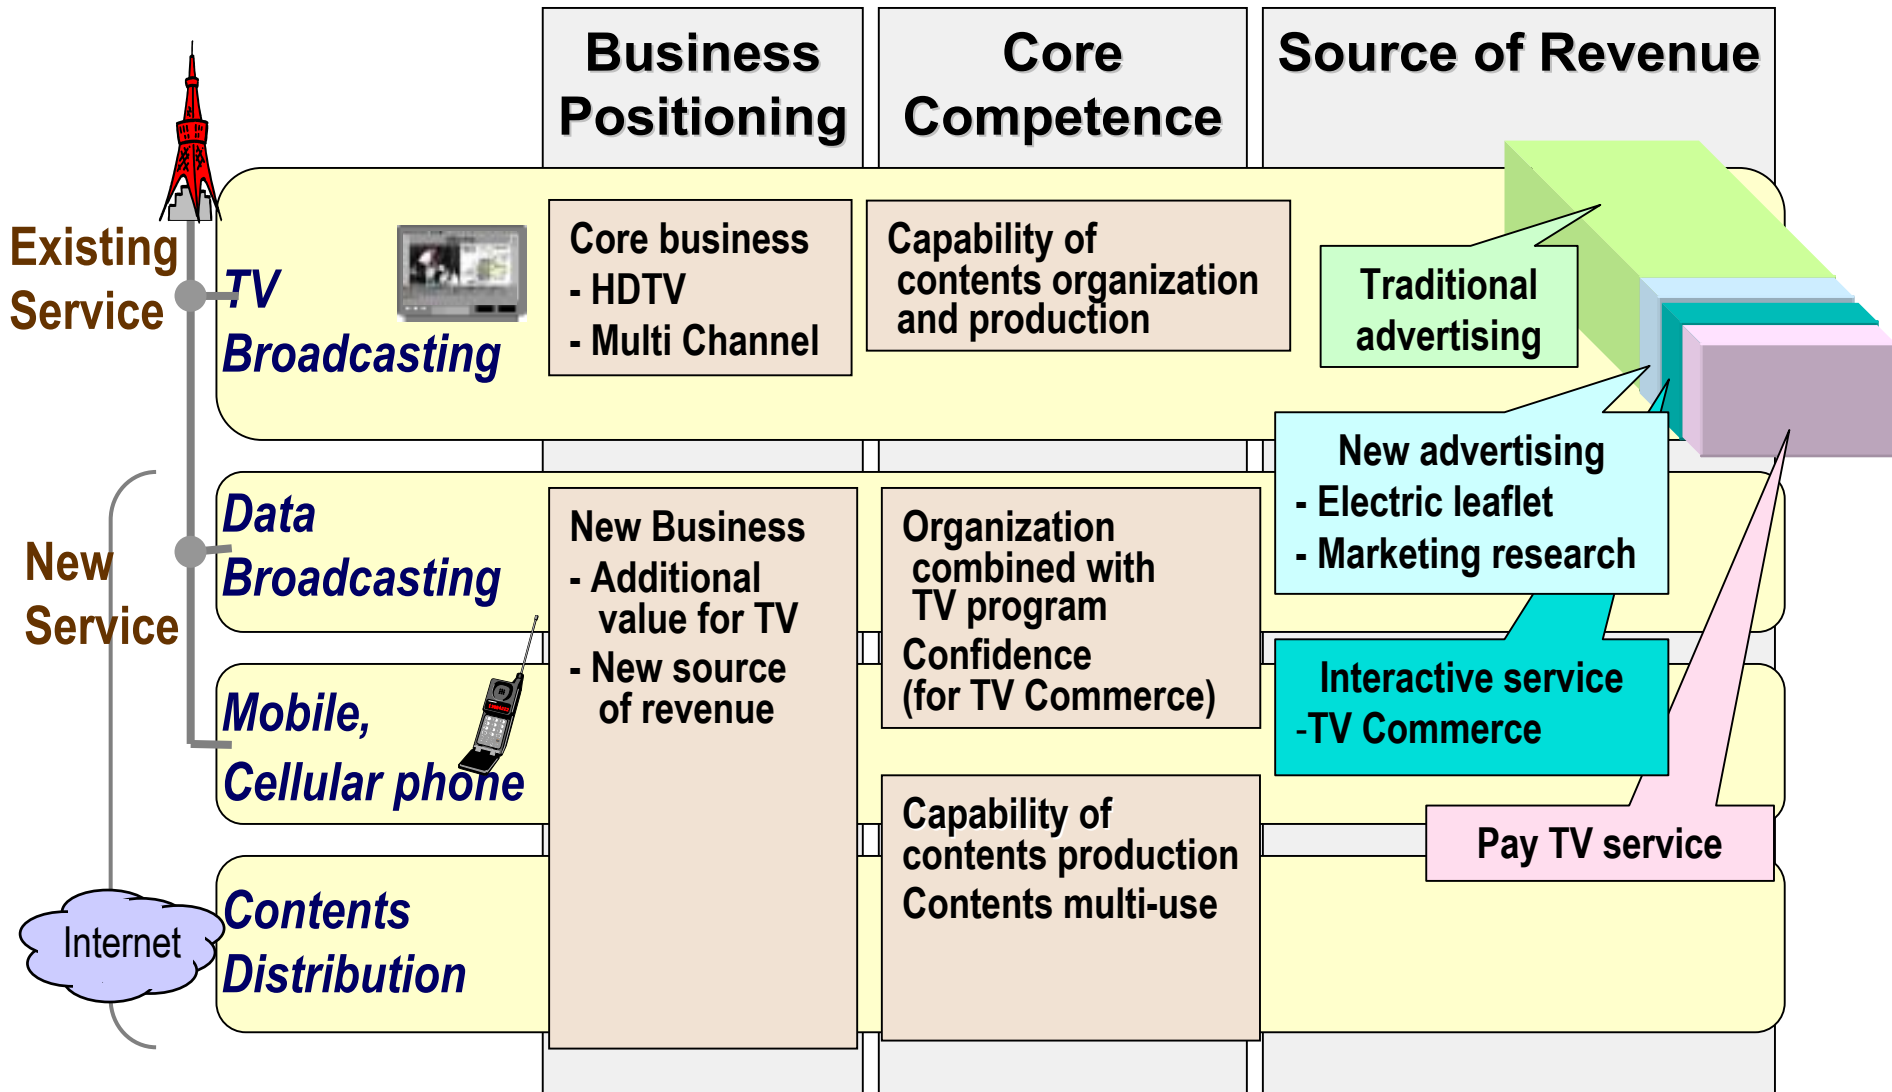 Business
Positioning
Core
Competence
Source of Revenue
Existing
Service
TV
Broadcasting
Core business
- HDTV
- Multi Channel
Capability of
contents organization
and production
Traditional
advertising
New
Service
Data
Broadcasting
New Business
- Additional
value for TV
- New source
of revenue
Organization
combined with
TV program
Confidence
(for TV Commerce)
New advertising
- Electric leaflet
- Marketing research
Mobile,
Cellular phone
Interactive service
-TV Commerce
Capability of
contents production
Contents multi-use
Pay TV service
Internet
Contents
Distribution